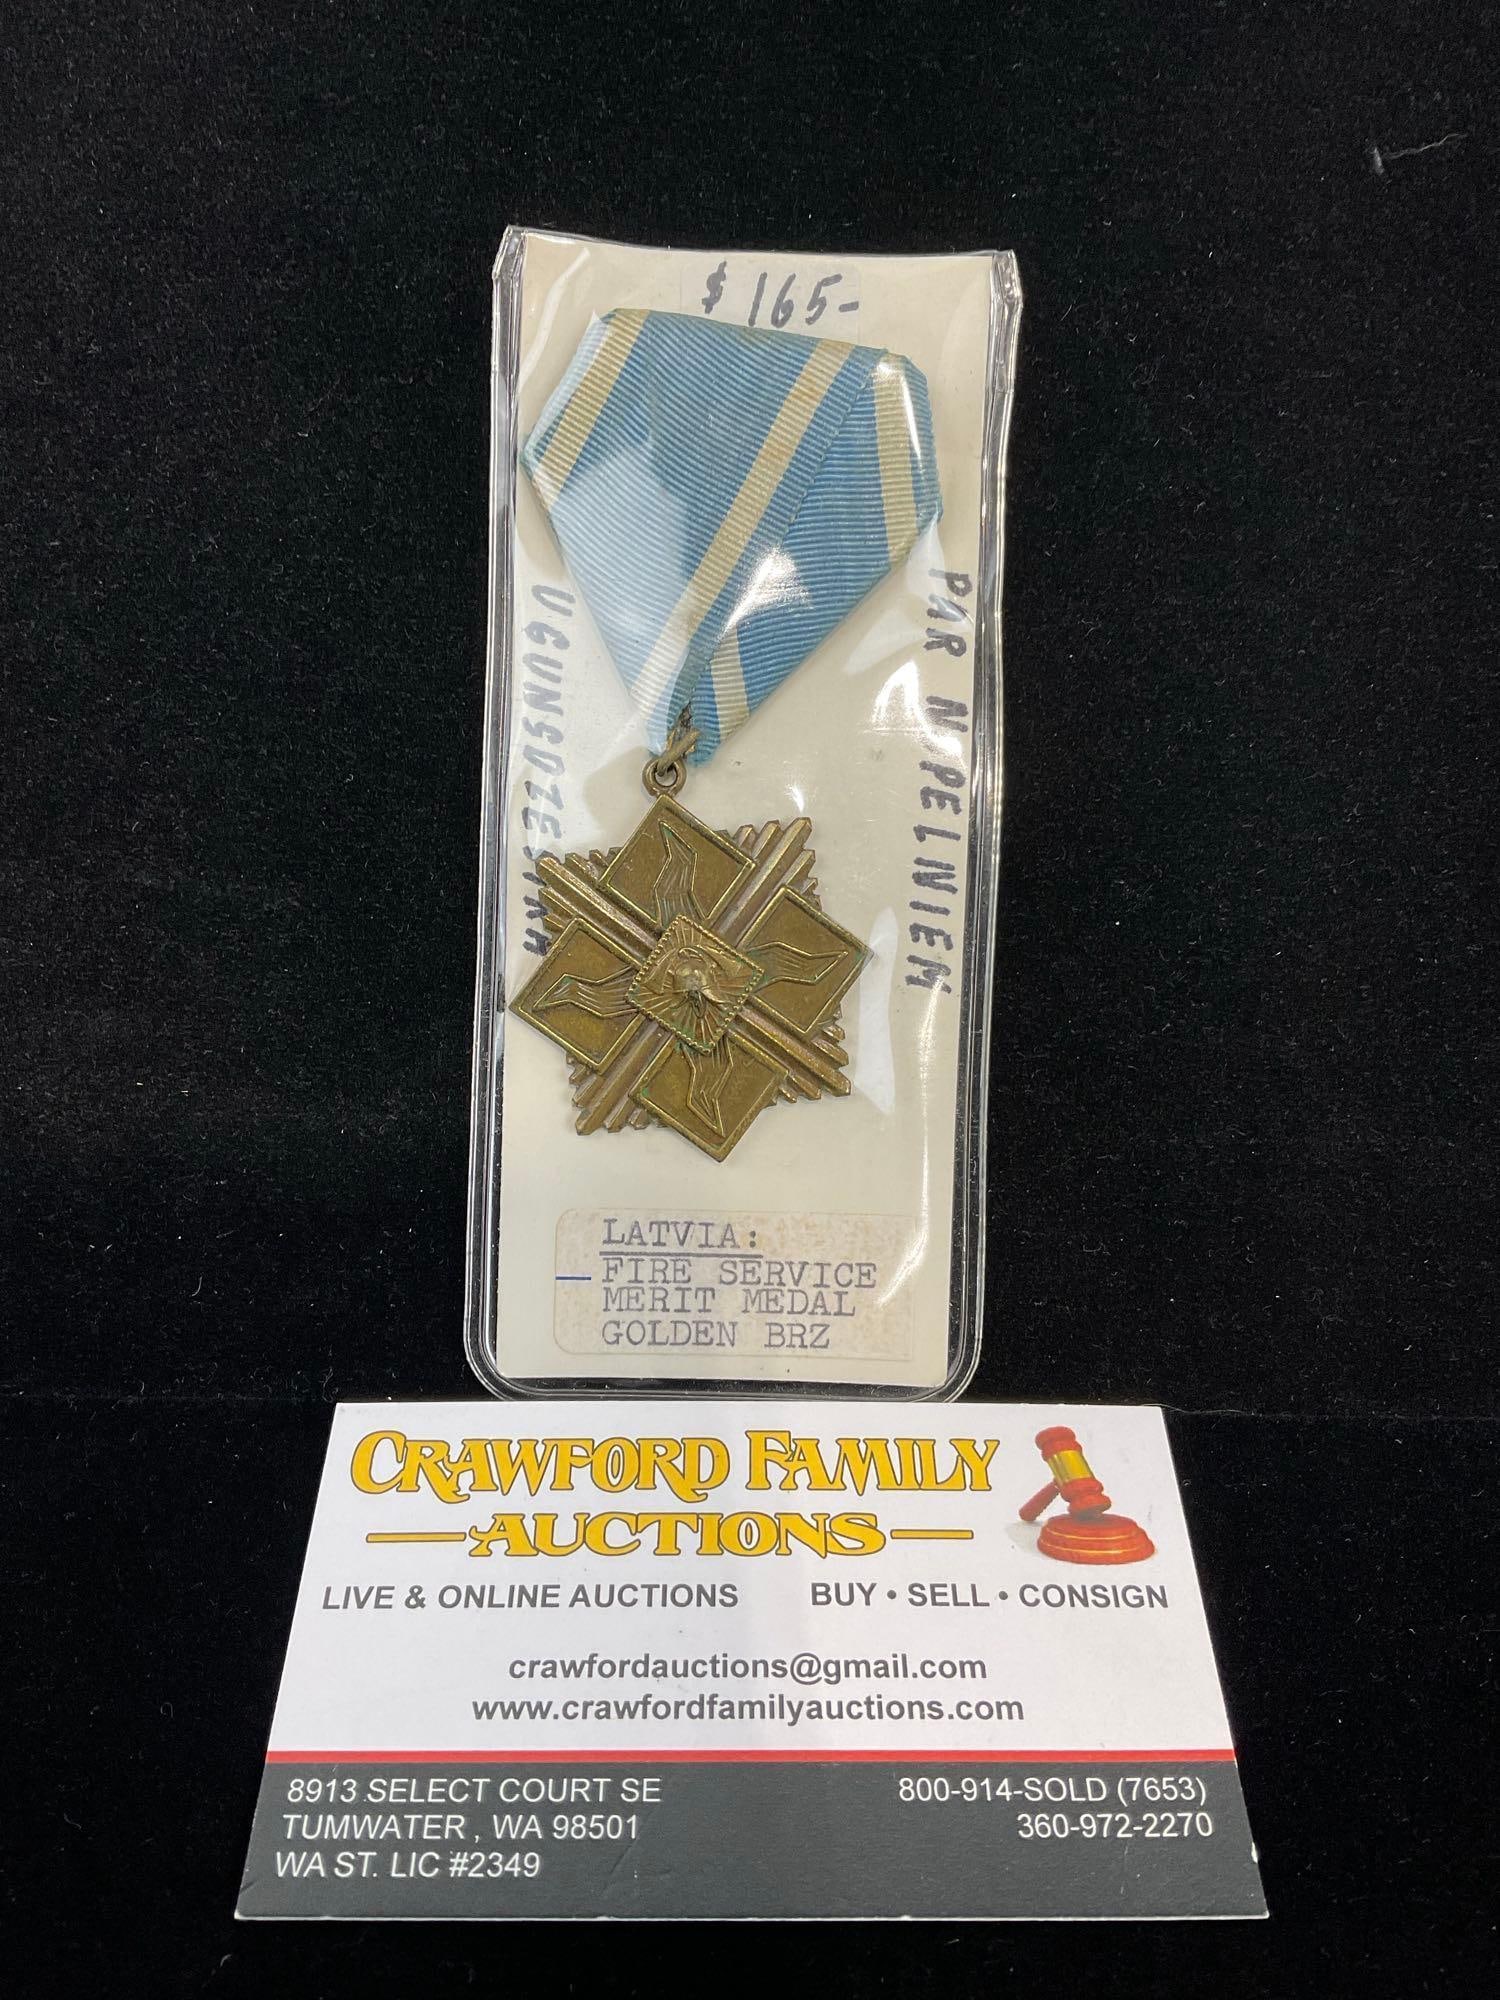 $165-
UGUNSDZESIBA
PAR NOPELNIEM
LATVIA:
FIRE SERVICE
MERIT MEDAL
GOLDEN BRZ
CRAWFORD FAMILY
AUCTIONS
LIVE & ONLINE AUCTIONS BUY • SELL • CONSIGN
crawfordauctions@gmail.com
www.crawfordfamilyauctions.com
8913 SELECT COURT SE 800-914-SOLD (7653)
TUMWATER, WA 98501 360-972-2270
WA ST. LIC #2349